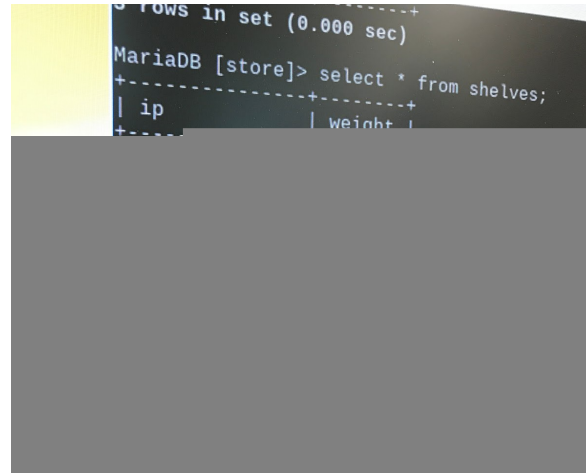 rows in set (0.000 sec)
MariaDB [store]> select * from shelves;
+---------------+--------+
| ip | weight |